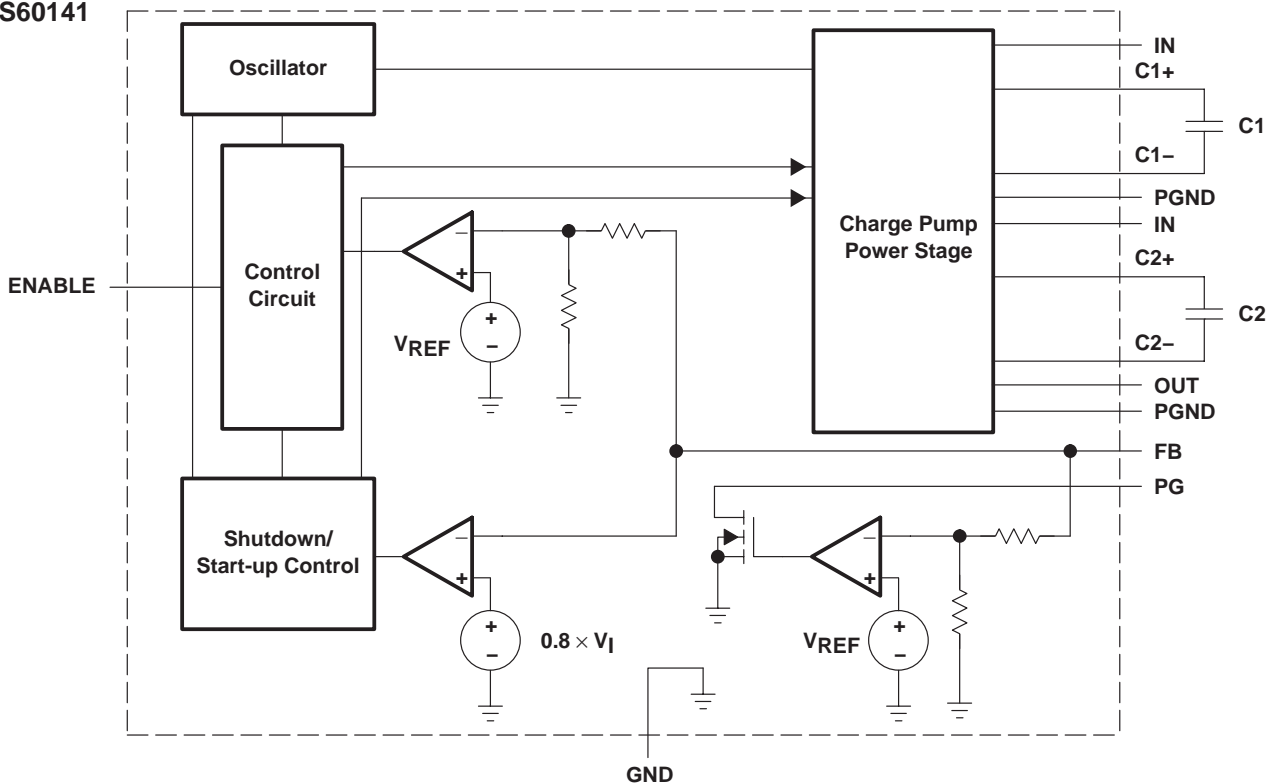 S60141
Oscillator
IN
C1+
C1
C1–
PGND
IN
Charge Pump
Power Stage
C2+
C2
C2–
OUT
PGND
FB
PG
ENABLE
Control
Circuit
–
+
+
–
VREF
Shutdown/
Start-up Control
–
+
+
–
0.8 × VI
–
+
+
–
VREF
GND